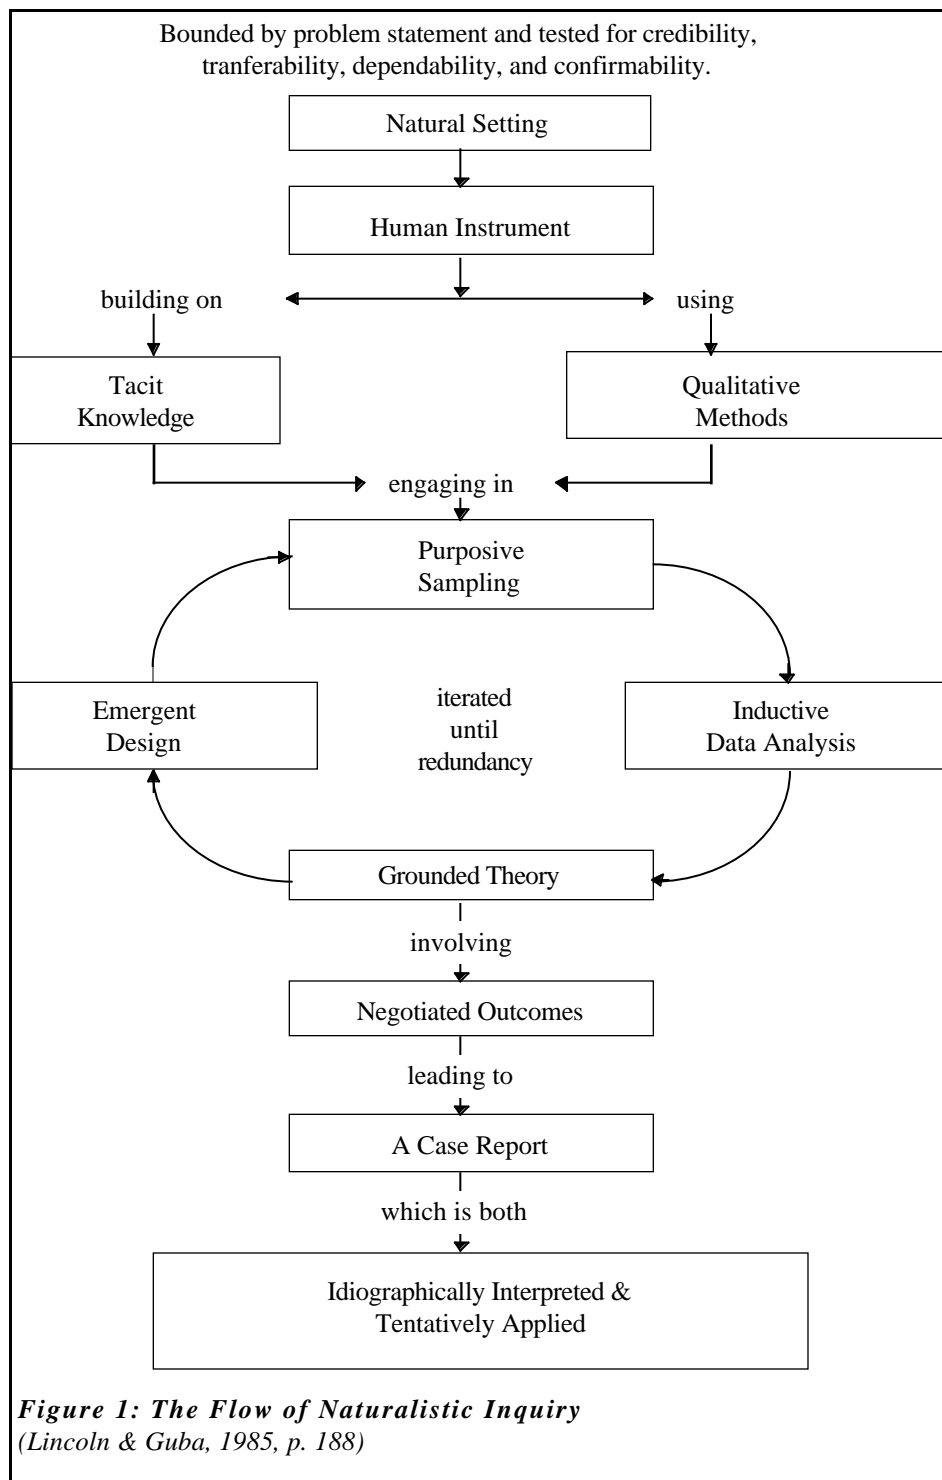 Bounded by problem statement and tested for credibility,
tranferability, dependability, and confirmability.
Natural Setting
Human Instrument
building on
using
Tacit
Knowledge
Qualitative
Methods
engaging in
Purposive
Sampling
Emergent
Design
iterated
until
redundancy
Inductive
Data Analysis
Grounded Theory
involving
Negotiated Outcomes
leading to
A Case Report
which is both
Idiographically Interpreted &
Tentatively Applied
Figure 1: The Flow of Naturalistic Inquiry
(Lincoln & Guba, 1985, p. 188)